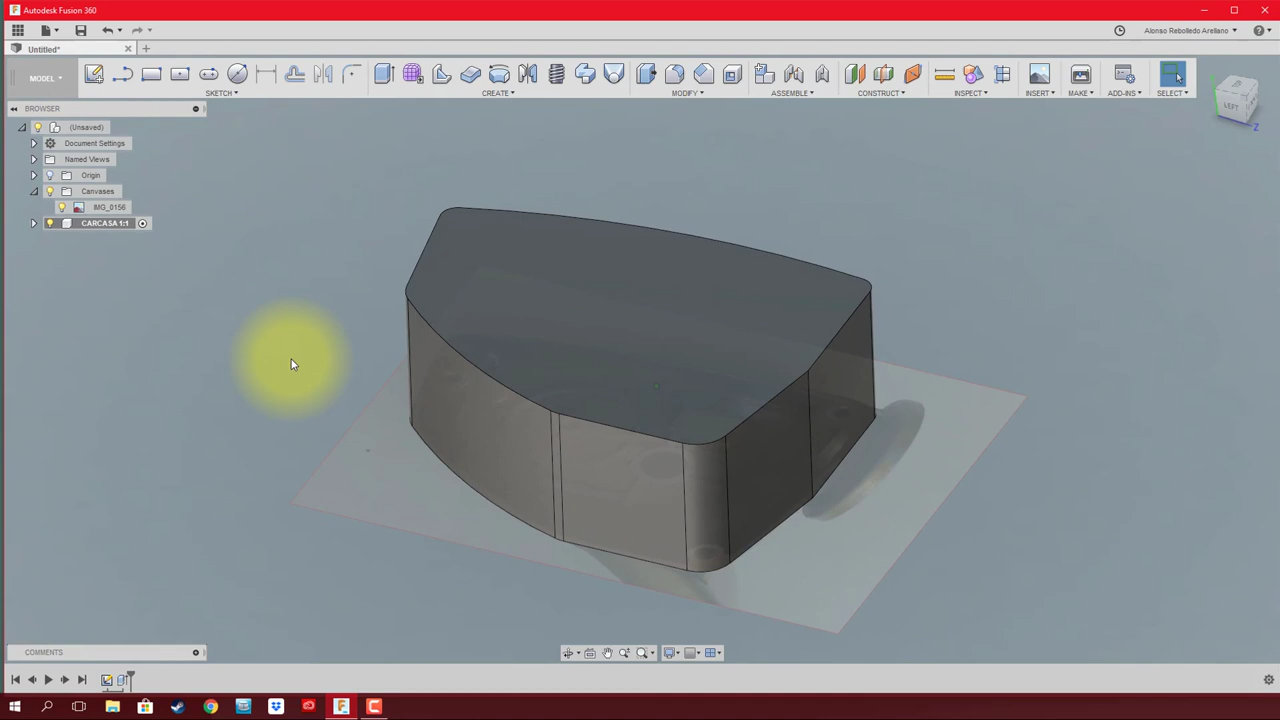 Autodesk Fusion 360
Alonso Rebolledo Arellano
Untitled*
MODEL
SKETCH
CREATE
MODIFY
ASSEMBLE
CONSTRUCT
INSPECT
INSERT
MAKE
ADD-INS
SELECT
BROWSER
(Unsaved)
Document Settings
Named Views
Origin
Canvases
IMG_0156
CARCASA 1:1
LEFT
Z
COMMENTS